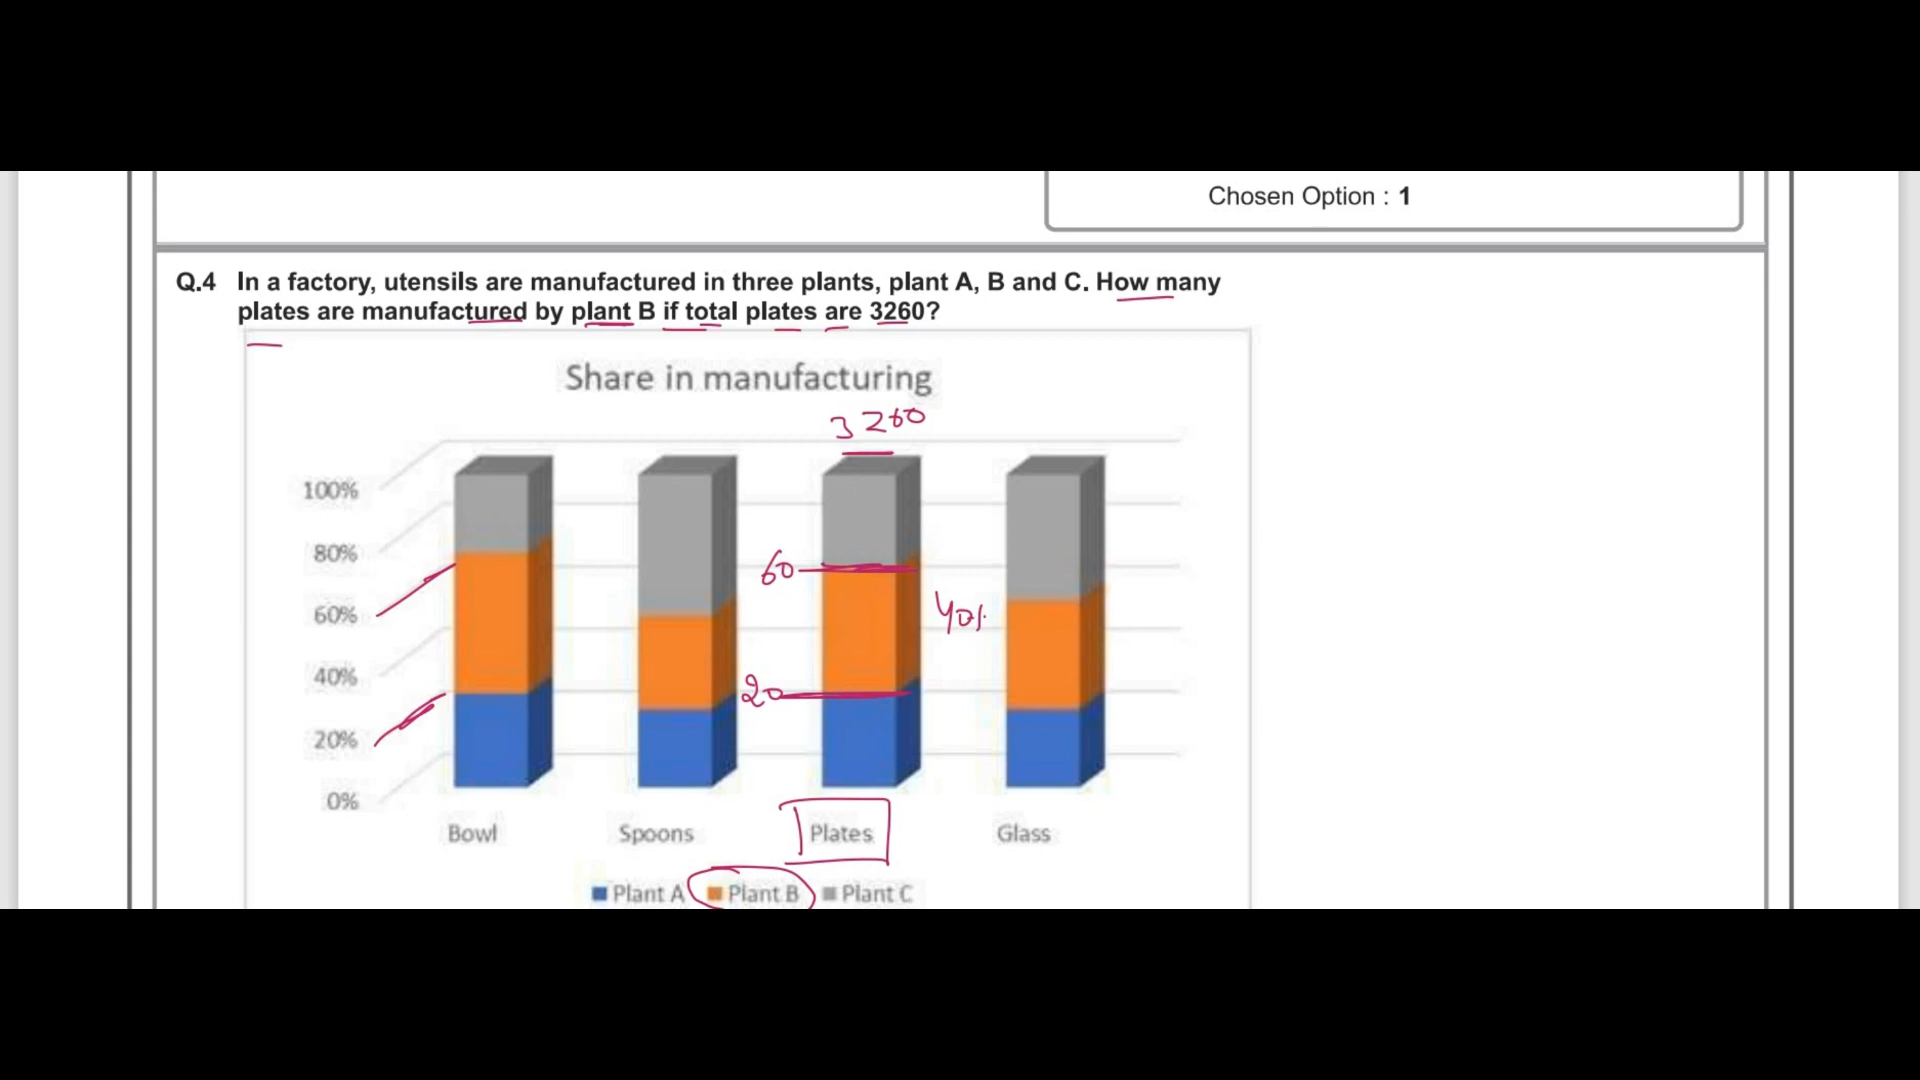 Chosen Option : 1
Q.4 In a factory, utensils are manufactured in three plants, plant A, B and C. How many
plates are manufactured by plant B if total plates are 3260?
Share in manufacturing
3260
100%
80%
60
60%
40%
40%
20
20%
0%
Bowl Spoons Plates Glass
Plant A Plant B Plant C